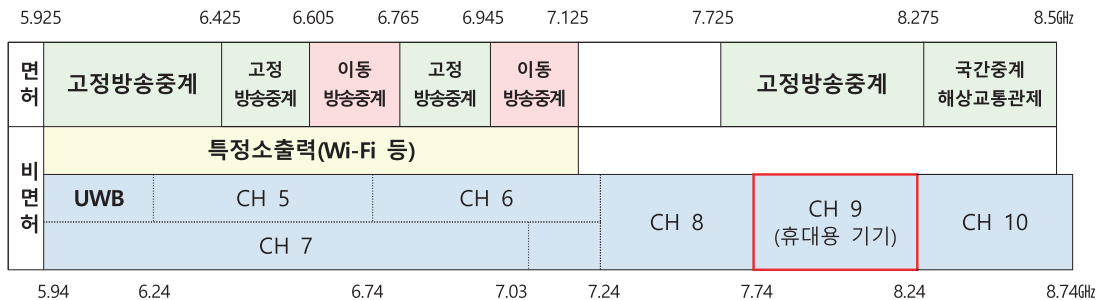 5.925 6.425 6.605 6.765 6.945 7.125 7.725 8.275 8.5㎓
면허
고정방송중계
고정
방송중계
이동
방송중계
고정
방송중계
이동
방송중계
고정방송중계
국간중계
해상교통관제
비면허
특정소출력(Wi-Fi 등)
UWB
CH 5
CH 6
CH 7
CH 8
CH 9
(휴대용 기기)
CH 10
5.94 6.24 6.74 7.03 7.24 7.74 8.24 8.74㎓